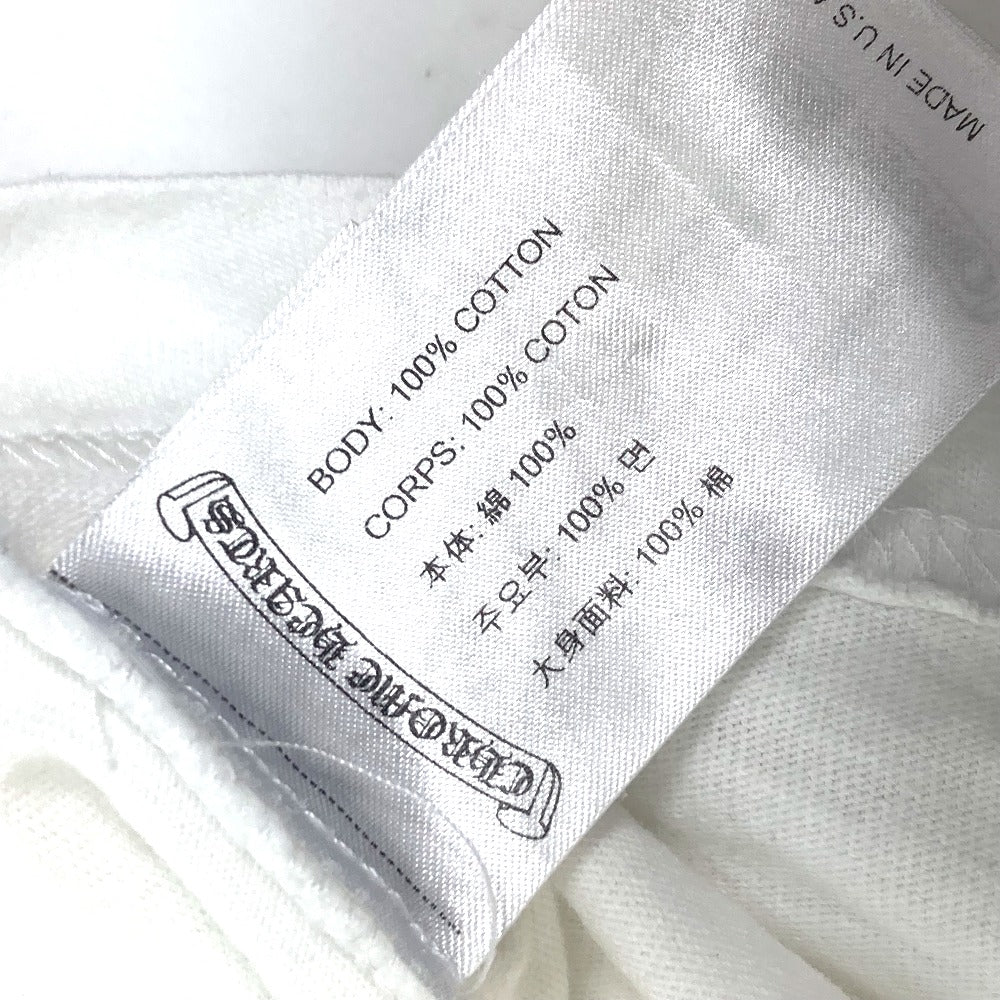 MADE IN U.S.A
BODY: 100% COTTON
CORPS: 100% COTON
本体: 綿 100%
주요부: 100% 면
大身面料: 100% 棉
CHROME HEARTS